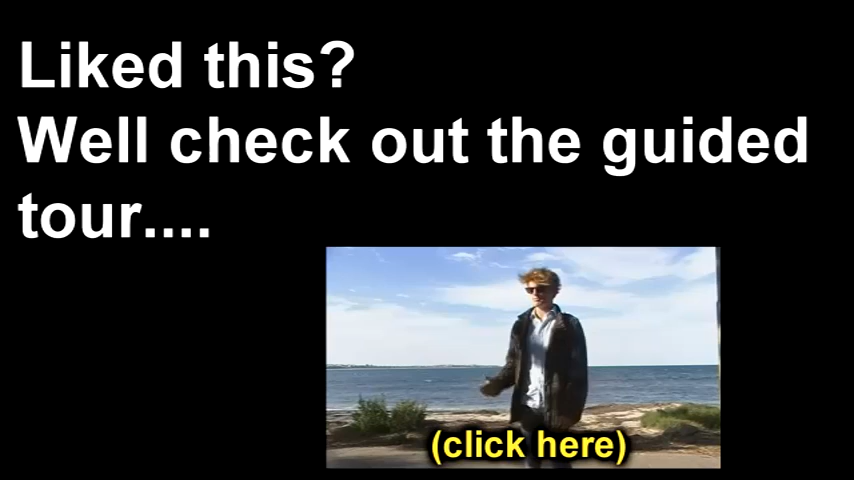 Liked this?
Well check out the guided
tour....
(click here)